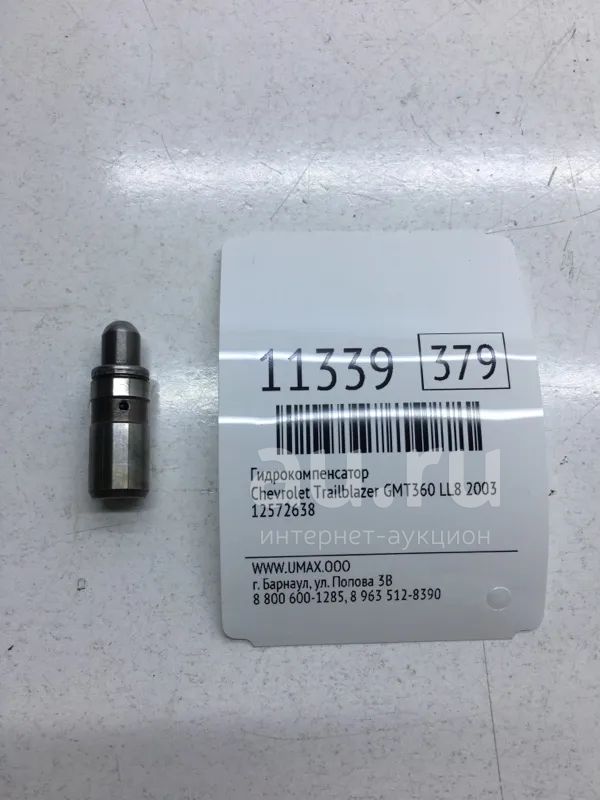 11339 379
Гидрокомпенсатор
Chevrolet Trailblazer GMT360 LL8 2003
12572638
au.ru
интернет-аукцион
WWW.UMAX.OOO
г. Барнаул, ул. Попова 3В
8 800 600-1285, 8 963 512-8390